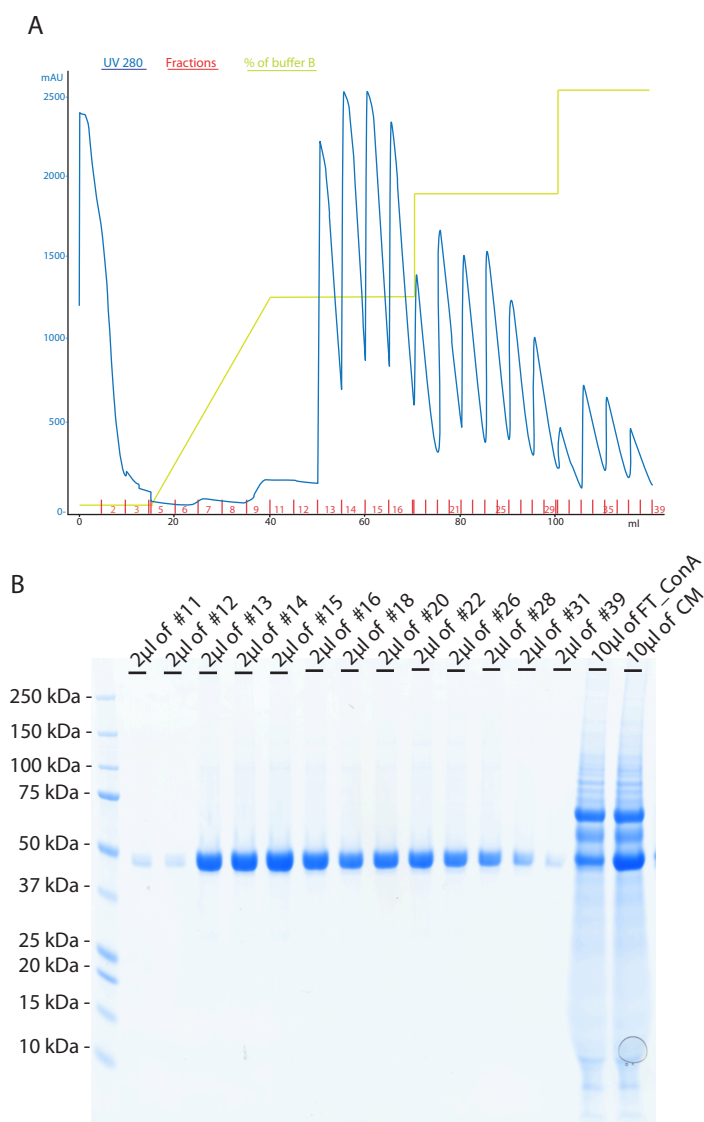 A
UV 280 Fractions % of buffer B
mAU
2500
2000
1500
1000
500
0
2 3 5 6 7 8 9 11 12 13 14 15 16 21 25 29 35 39
0 20 40 60 80 100 ml
B
2µl of #11
2µl of #12
2µl of #13
2µl of #14
2µl of #15
2µl of #16
2µl of #18
2µl of #20
2µl of #22
2µl of #26
2µl of #28
2µl of #31
2µl of #39
10µl of FT_ConA
10µl of CM
250 kDa -
150 kDa -
100 kDa -
75 kDa -
50 kDa -
37 kDa -
25 kDa -
20 kDa -
15 kDa -
10 kDa -